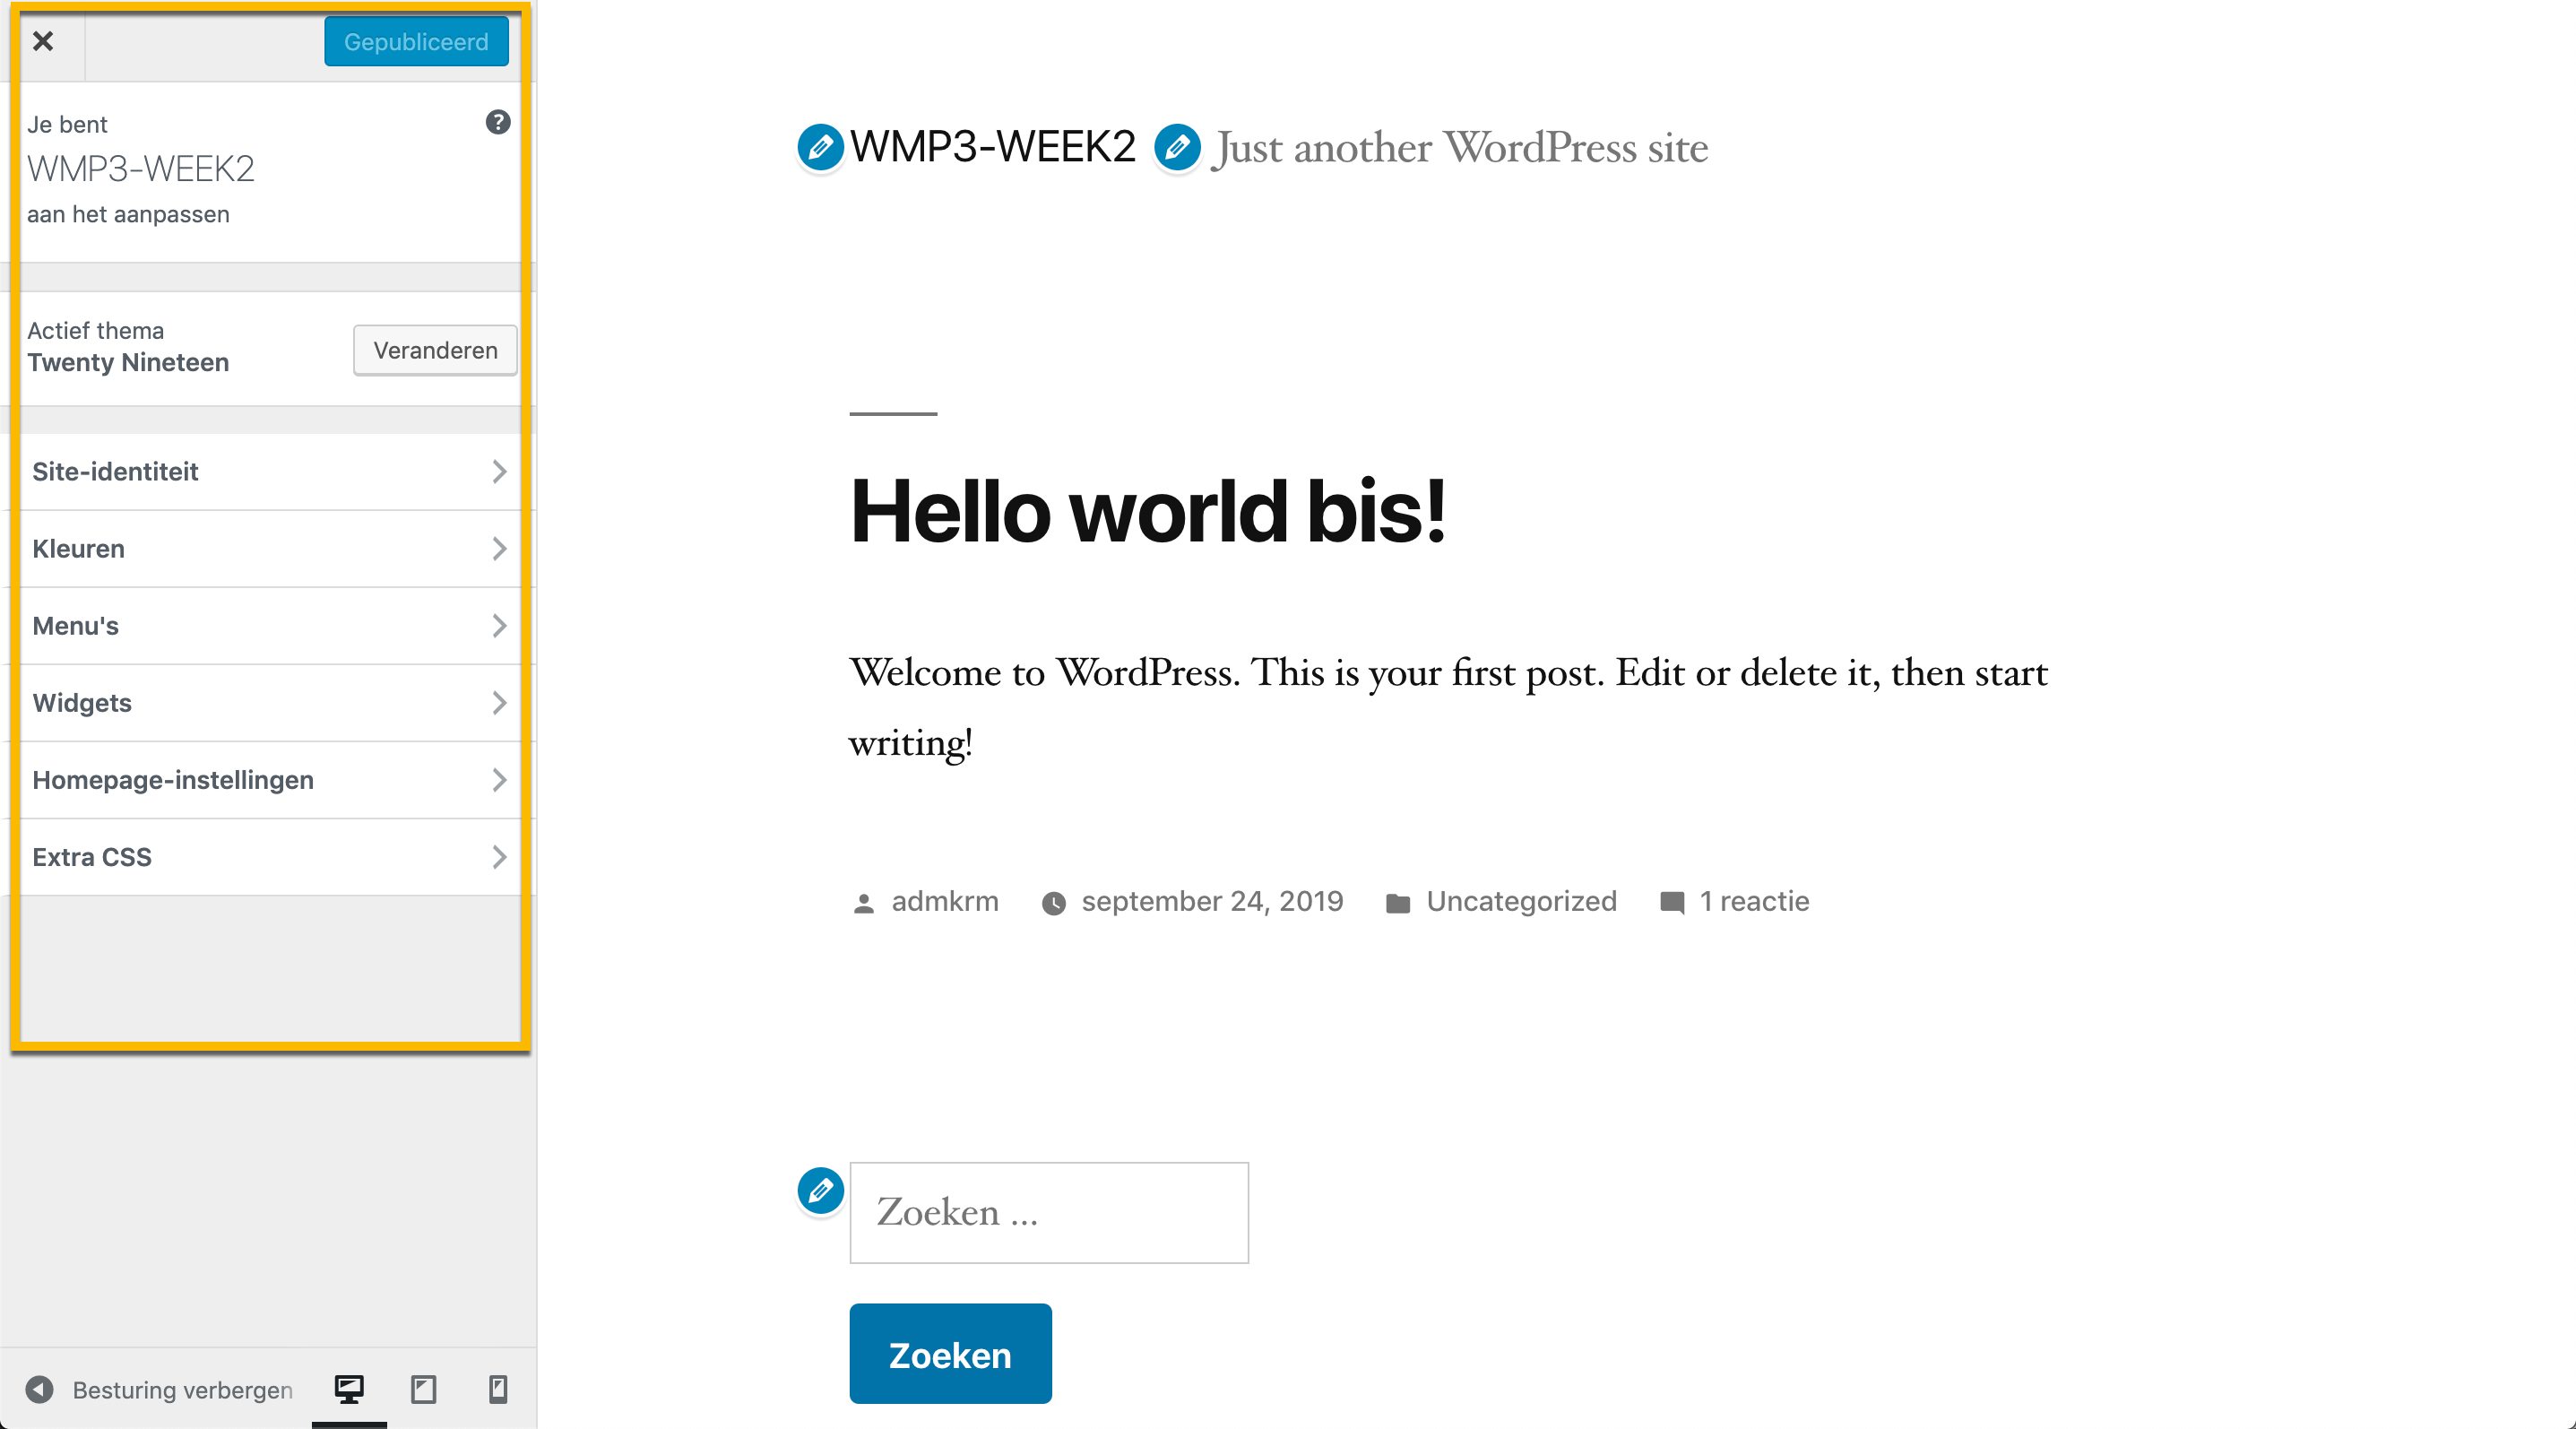 Gepubliceerd
Je bent
WMP3-WEEK2
aan het aanpassen
Actief thema
Twenty Nineteen
Veranderen
Site-identiteit
Kleuren
Menu's
Widgets
Homepage-instellingen
Extra CSS
Besturing verbergen
WMP3-WEEK2 Just another WordPress site
Hello world bis!
Welcome to WordPress. This is your first post. Edit or delete it, then start
writing!
admkrm september 24, 2019 Uncategorized 1 reactie
Zoeken ...
Zoeken